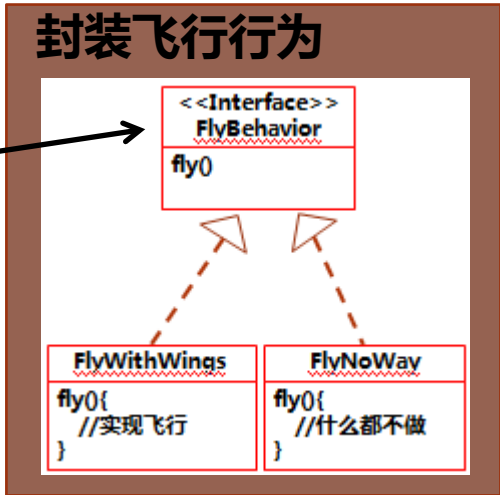 封装飞行行为
<<Interface>>
FlyBehavior
fly()
FlyWithWings
fly(){
//实现飞行
}
FlyNoWay
fly(){
//什么都不做
}